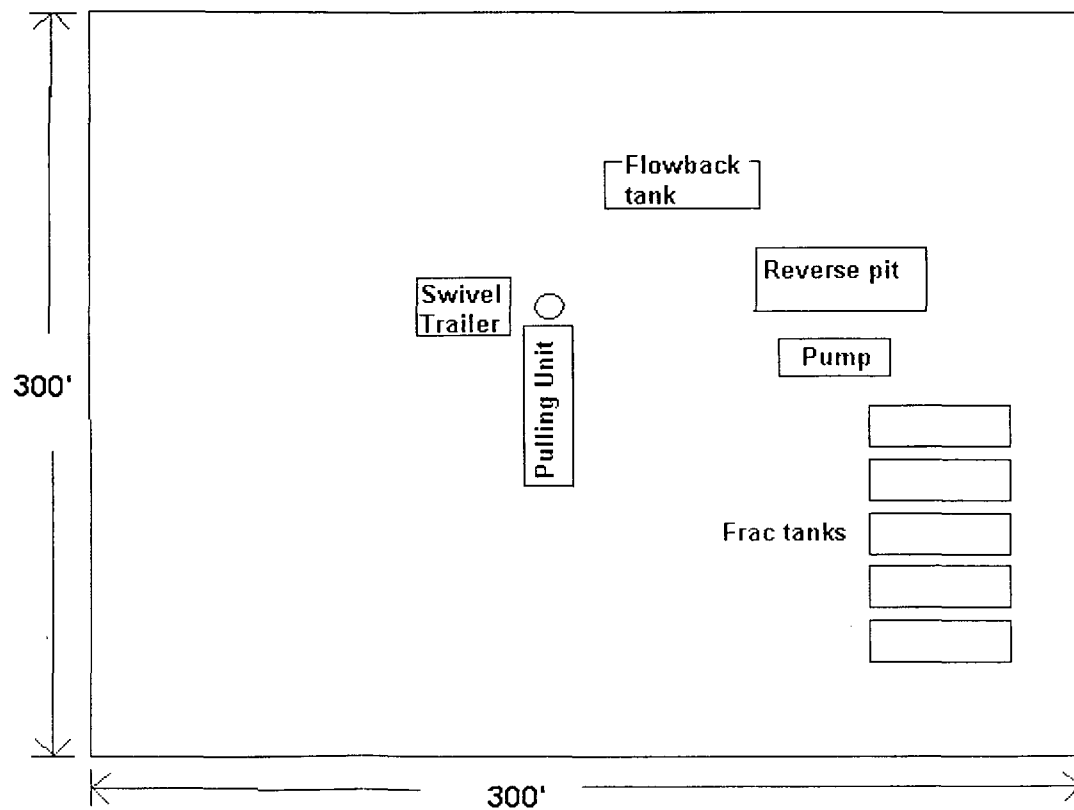 Flowback
tank
Reverse pit
Swivel
Trailer
Pump
Pulling Unit
300'
Frac tanks
300'